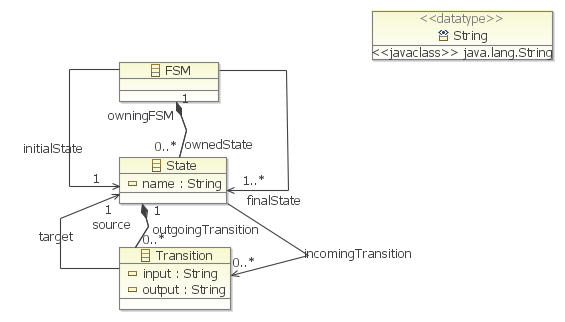 <<datatype>>
String
<<javaclass>> java.lang.String
FSM
1
owningFSM
initialState
0..*
ownedState
State
name : String
1
1..*
finalState
1
source
1
target
outgoingTransition
0..*
incomingTransition
0..*
Transition
input : String
output : String